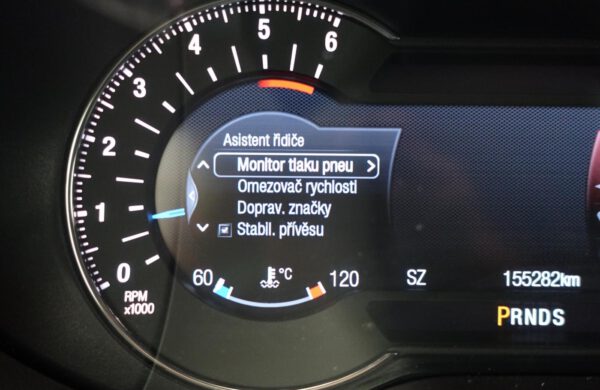 6
5
4
3
2
1
0
RPM
x1000
Asistent řidiče
Monitor tlaku pneu
Omezovač rychlosti
Doprav. značky
Stabil. přívěsu
60 °C 120 SZ 155282km
PRNDS